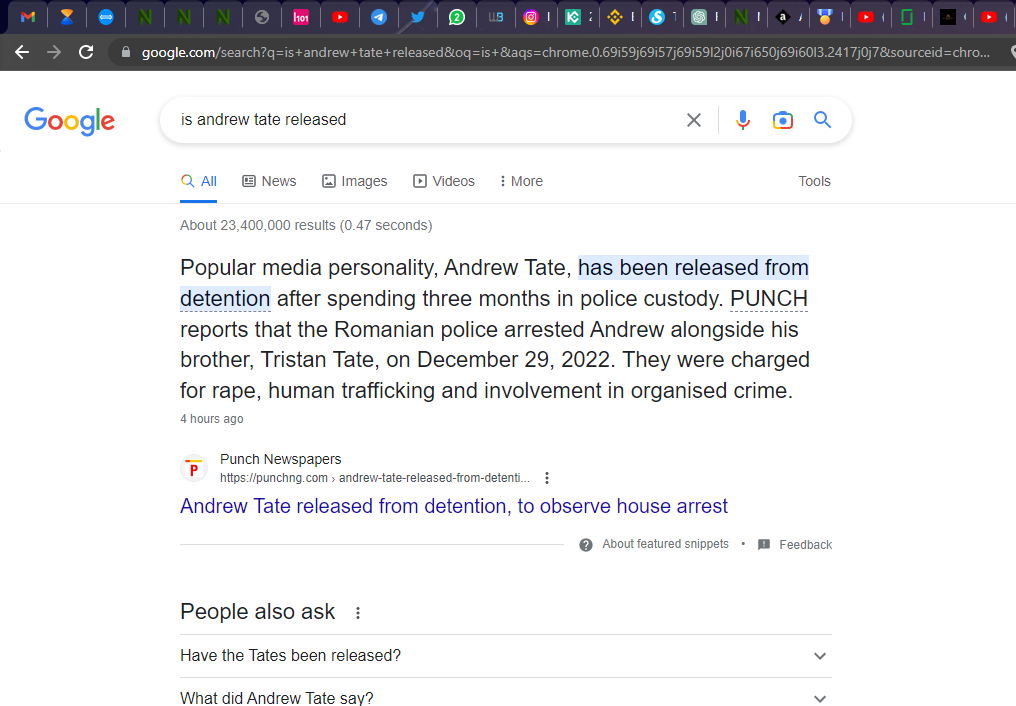 h101
2
W3
google.com/search?q=is+andrew+tate+released&oq=is+&aqs=chrome.0.69i59j69i57j69i59l2j0i67i650j69i60l3.2417j0j7&sourceid=chro...
Google
is andrew tate released
All News Images Videos More Tools
About 23,400,000 results (0.47 seconds)
Popular media personality, Andrew Tate, has been released from
detention after spending three months in police custody. PUNCH
reports that the Romanian police arrested Andrew alongside his
brother, Tristan Tate, on December 29, 2022. They were charged
for rape, human trafficking and involvement in organised crime.
4 hours ago
P
Punch Newspapers
https://punchng.com › andrew-tate-released-from-detenti...
Andrew Tate released from detention, to observe house arrest
About featured snippets • Feedback
People also ask
Have the Tates been released?
What did Andrew Tate say?